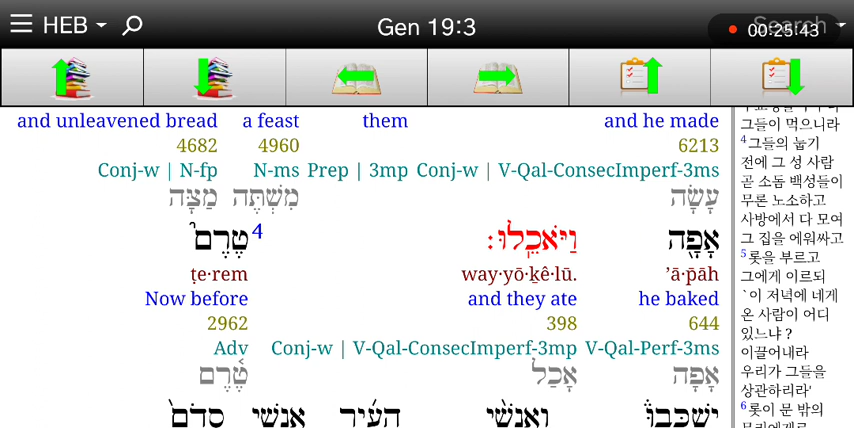 HEB Gen 19:3 Search 00:25:43
and unleavened bread a feast them and he made
4682 4960 6213
Conj-w | N-fp N-ms Prep | 3mp Conj-w | V-Qal-ConsecImperf-3ms
מַצָּה מִשְׁתֶּה עָשָׂה
טֶרֶם֮ 4 וַיֹּאכֵֽלוּ׃ אָפָ֖ה
ṭe·rem way·yō·ḵê·lū. ’ā·p̄āh
Now before and they ate he baked
2962 398 644
Adv Conj-w | V-Qal-ConsecImperf-3mp V-Qal-Perf-3ms
טֶ֫רֶם אָכַל אָפָה
יִשְׁכָּבוּ֒ וְאַנְשֵׁ֨י הָעִ֜יר אַנְשֵׁ֤י סְדֹם֙
그들이 먹으니라
4그들의 눕기
전에 그 성 사람
곧 소돔 백성들이
무론 노소하고
사방에서 다 모여
그 집을 에워싸고
5롯을 부르고
그에게 이르되
`이 저녁에 네게
온 사람이 어디
있느냐 ?
이끌어내라
우리가 그들을
상관하리라'
6롯이 문 밖의